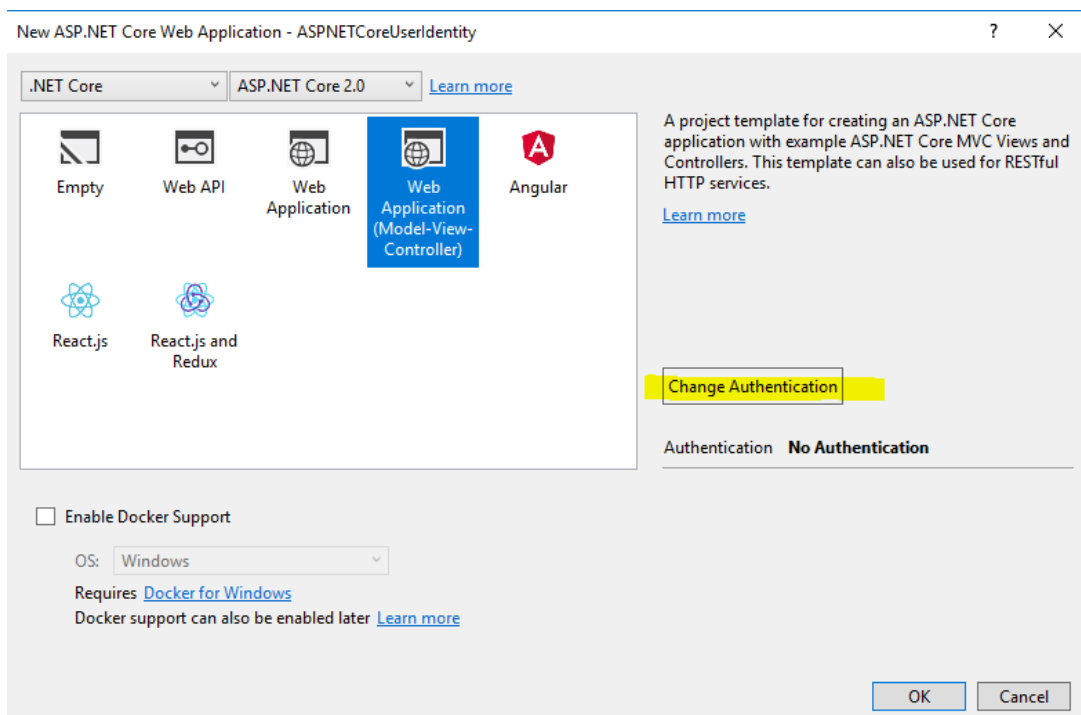 New ASP.NET Core Web Application - ASPNETCoreUserIdentity
?
.NET Core
ASP.NET Core 2.0
Learn more
Empty
Web API
Web
Application
Web
Application
(Model-View-
Controller)
Angular
React.js
React.js and
Redux
A project template for creating an ASP.NET Core
application with example ASP.NET Core MVC Views and
Controllers. This template can also be used for RESTful
HTTP services.
Learn more
Change Authentication
Authentication No Authentication
Enable Docker Support
OS: Windows
Requires Docker for Windows
Docker support can also be enabled later Learn more
OK
Cancel